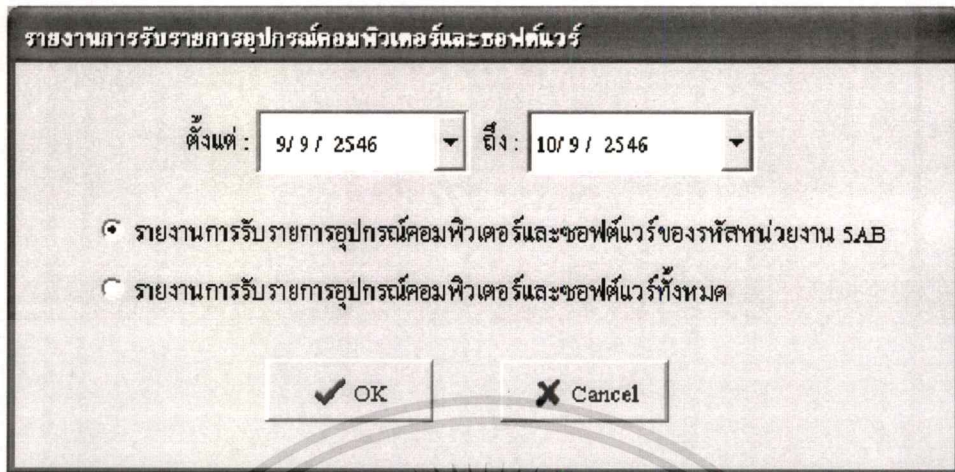 รายงานการรับรายการอุปกรณ์คอมพิวเตอร์และซอฟต์แวร์
ตั้งแต่ : 9/ 9 / 2546 ถึง : 10/ 9 / 2546
รายงานการรับรายการอุปกรณ์คอมพิวเตอร์และซอฟต์แวร์ของรหัสหน่วยงาน 5AB
รายงานการรับรายการอุปกรณ์คอมพิวเตอร์และซอฟต์แวร์ทั้งหมด
OK Cancel